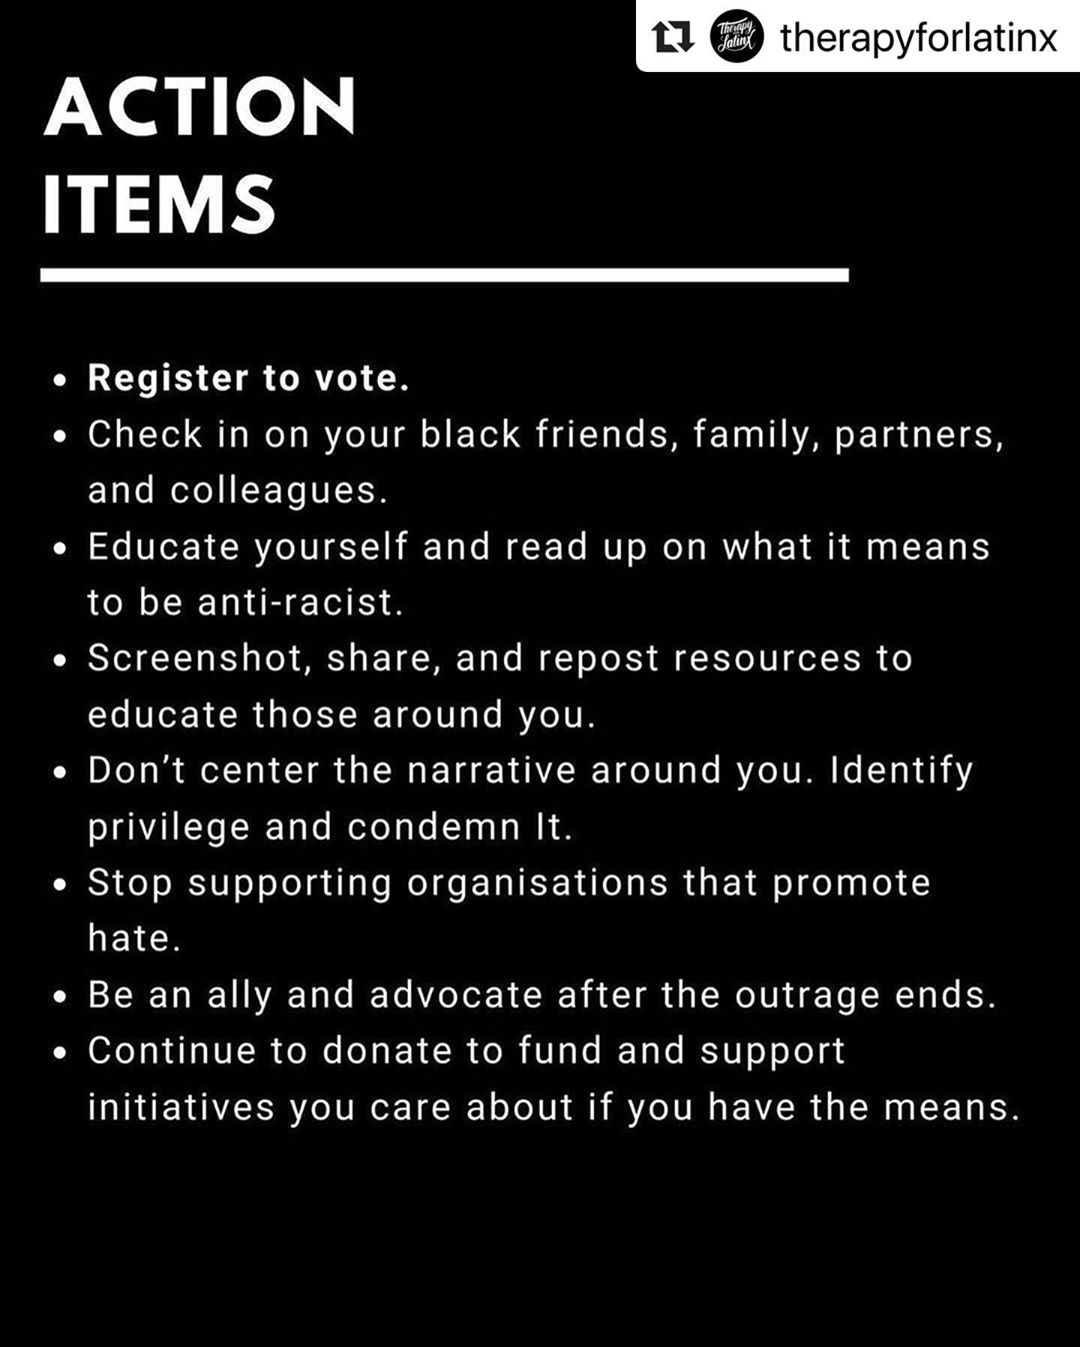 therapyforlatinx
Therapy
Latinx
ACTION
ITEMS
• Register to vote.
• Check in on your black friends, family, partners,
and colleagues.
• Educate yourself and read up on what it means
to be anti-racist.
• Screenshot, share, and repost resources to
educate those around you.
• Don’t center the narrative around you. Identify
privilege and condemn It.
• Stop supporting organisations that promote
hate.
• Be an ally and advocate after the outrage ends.
• Continue to donate to fund and support
initiatives you care about if you have the means.